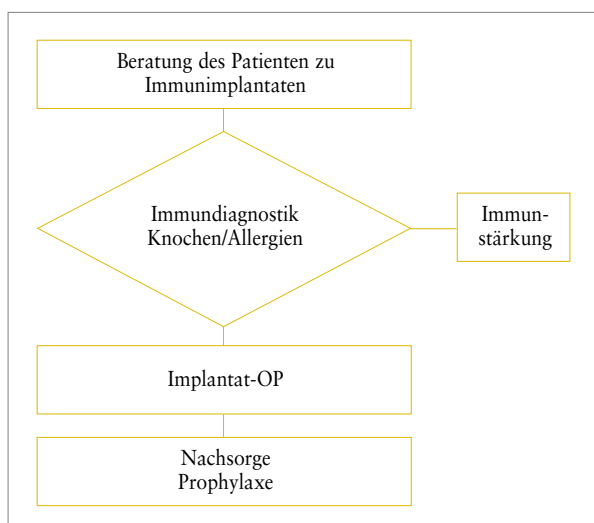 Beratung des Patienten zu
Immunimplantaten
Immundiagnostik
Knochen/Allergien
Immun-
stärkung
Implantat-OP
Nachsorge
Prophylaxe